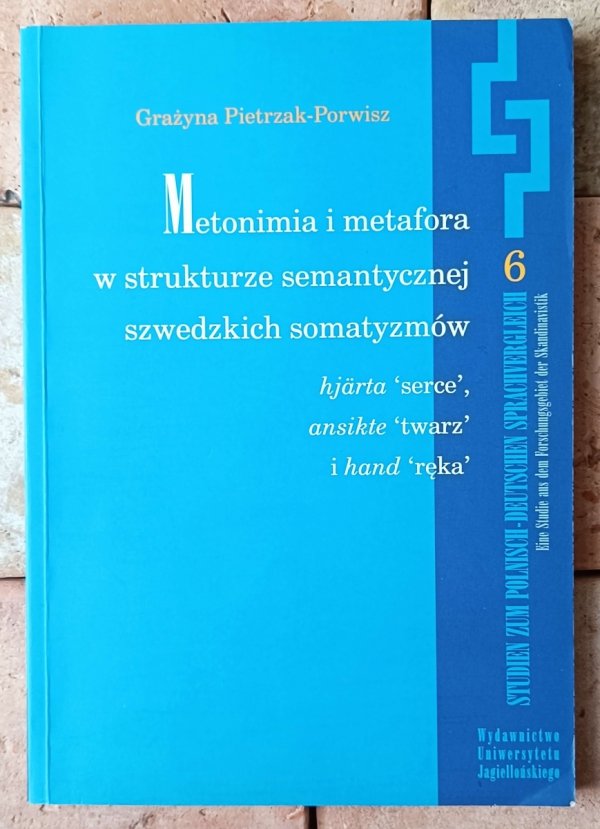 Grażyna Pietrzak-Porwisz
Metonimia i metafora
w strukturze semantycznej
szwedzkich somatyzmów
hjärta ‘serce’,
ansikte ‘twarz’
i hand ‘ręka’
6
STUDIEN ZUM POLNISCH-DEUTSCHEN SPRACHVERGLEICH
Eine Studie aus dem Forschungsgebiet der Skandinavistik
Wydawnictwo
Uniwersytetu
Jagiellońskiego